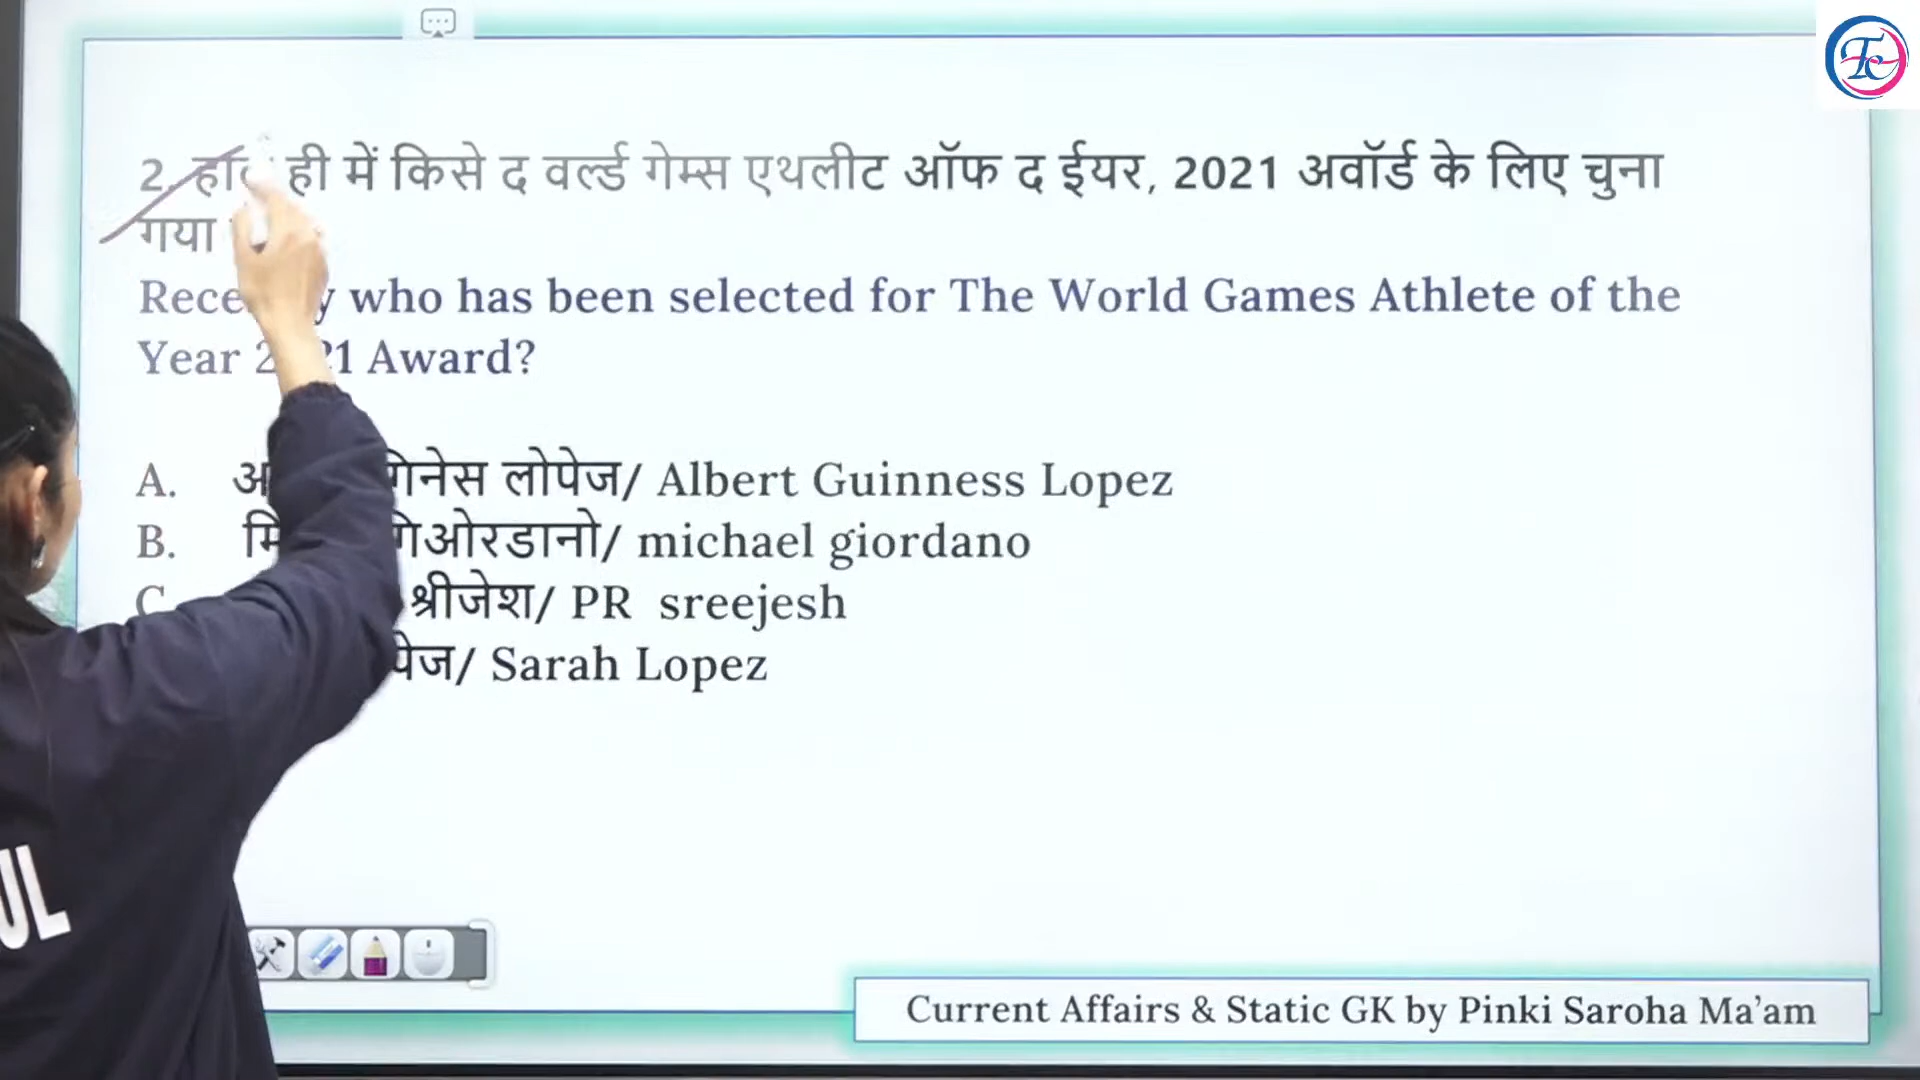 2. ही में किसे द वर्ल्ड गेम्स एथलीट ऑफ द ईयर, 2021 अवॉर्ड के लिए चुना
गया
who has been selected for The World Games Athlete of the
Year Award?
A. गिनेस लोपेज/ Albert Guinness Lopez
B. गिओरडानो/ michael giordano
C श्रीजेश/ PR sreejesh
Sarah Lopez
UL
Current Affairs & Static GK by Pinki Saroha Ma'am
Tc